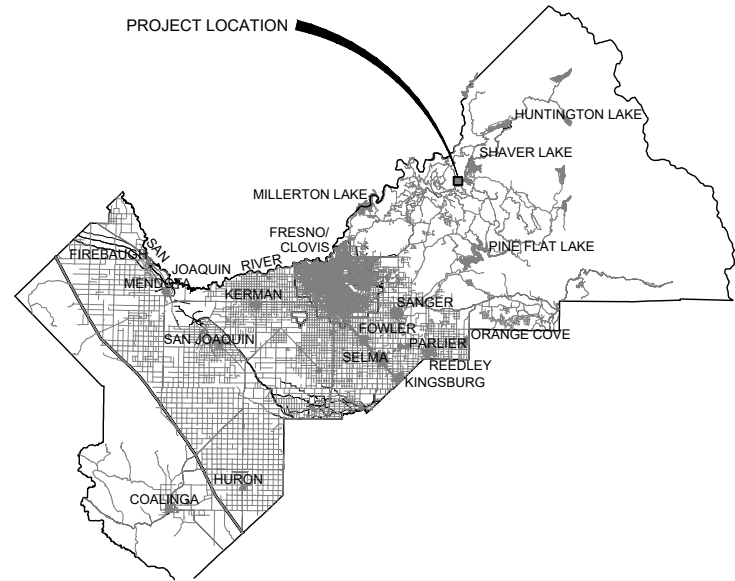 PROJECT LOCATION
HUNTINGTON LAKE
SHAVER LAKE
MILLERTON LAKE
FRESNO/
CLOVIS
PINE FLAT LAKE
SAN
JOAQUIN
RIVER
FIREBAUGH
MENDOTA
KERMAN
SANGER
FOWLER
ORANGE COVE
SAN JOAQUIN
PARLIER
SELMA
REEDLEY
KINGSBURG
HURON
COALINGA